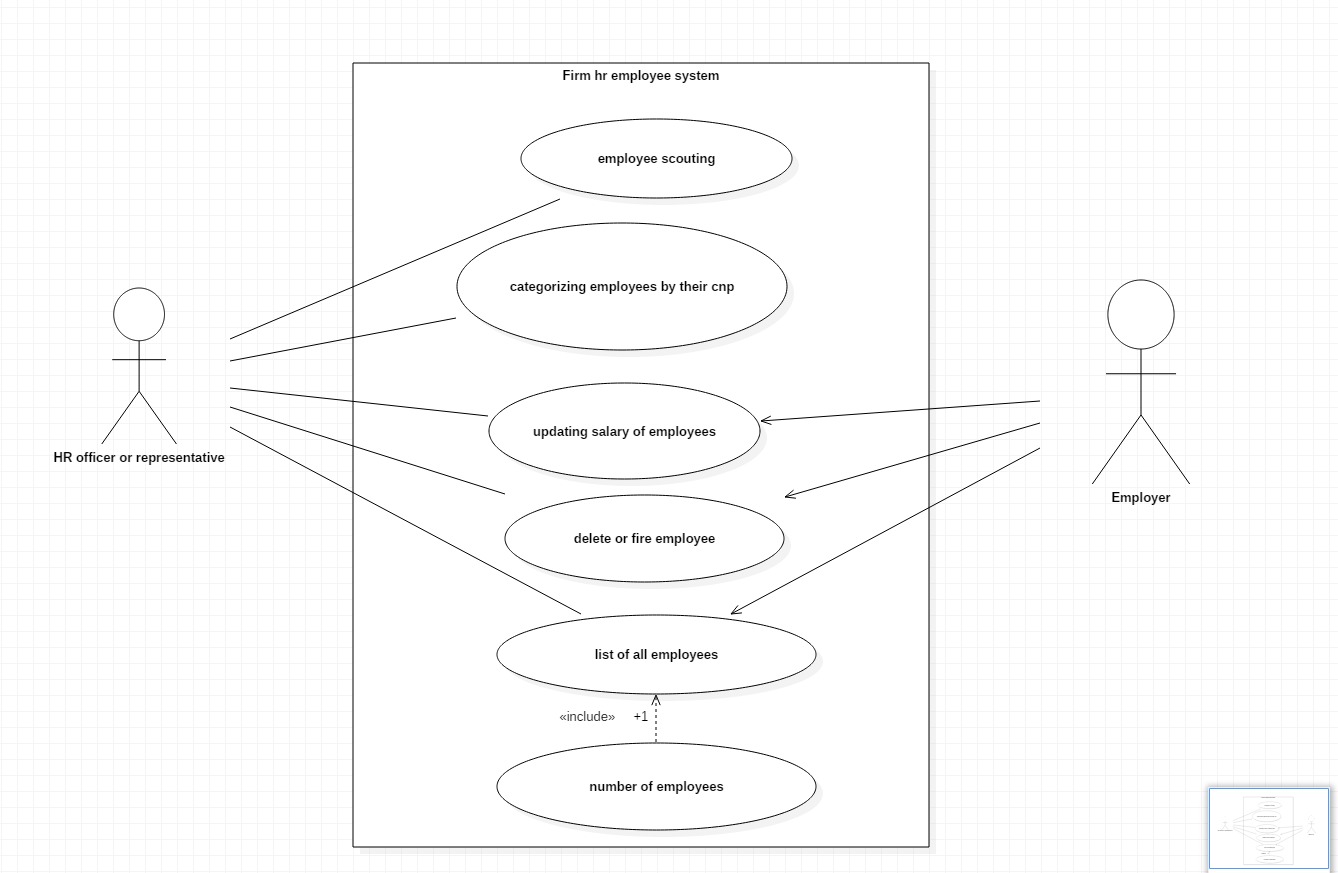 Firm hr employee system
employee scouting
categorizing employees by their cnp
updating salary of employees
HR officer or representative
Employer
delete or fire employee
list of all employees
«include» +1
number of employees